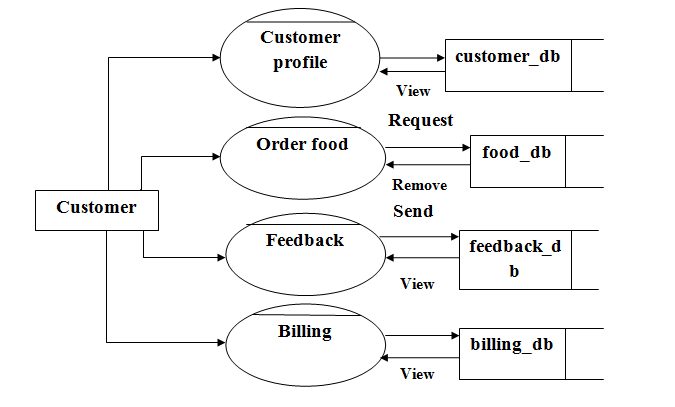 Customer
profile
customer_db
View
Request
Order food
food_db
Remove
Customer
Send
Feedback
feedback_d
b
View
Billing
billing_db
View